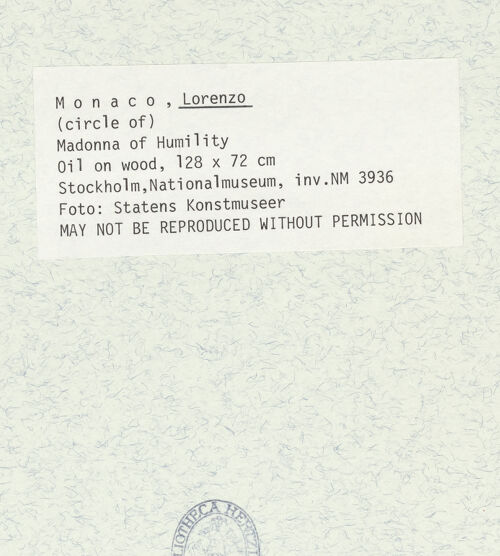 M o n a c o , Lorenzo
(circle of)
Madonna of Humility
Oil on wood, 128 x 72 cm
Stockholm,Nationalmuseum, inv.NM 3936
Foto: Statens Konstmuseer
MAY NOT BE REPRODUCED WITHOUT PERMISSION